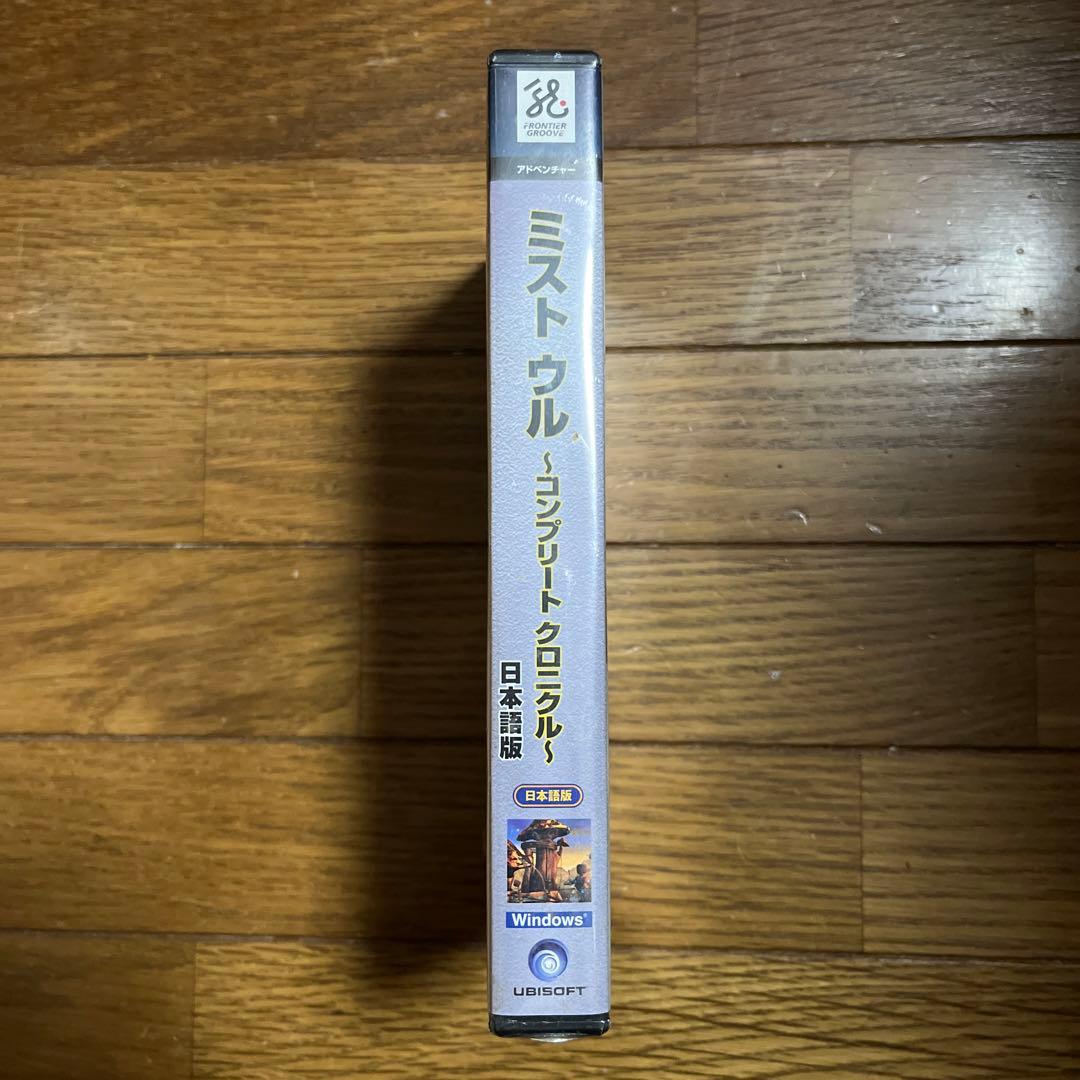 FRONTIER
GROOVE
アドベンチャー
ミスト ウル
~コンプリート クロニクル~
日本語版
日本語版
Windows®
UBISOFT